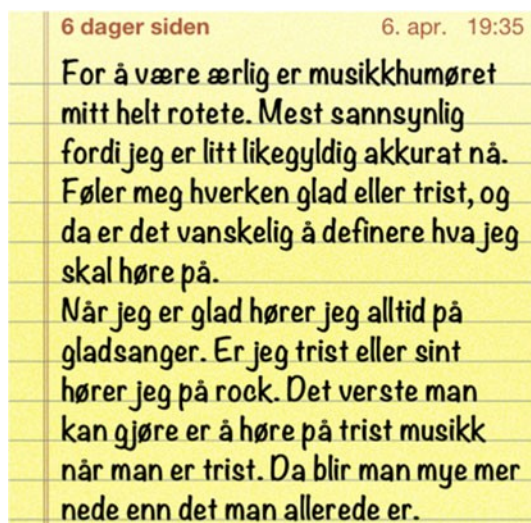 6 dager siden 6. apr. 19:35
For å være ærlig er musikkhumøret
mitt helt rotete. Mest sannsynlig
fordi jeg er litt likegyldig akkurat nå.
Føler meg hverken glad eller trist, og
da er det vanskelig å definere hva jeg
skal høre på.
Når jeg er glad hører jeg alltid på
gladsanger. Er jeg trist eller sint
hører jeg på rock. Det verste man
kan gjøre er å høre på trist musikk
når man er trist. Da blir man mye mer
nede enn det man allerede er.